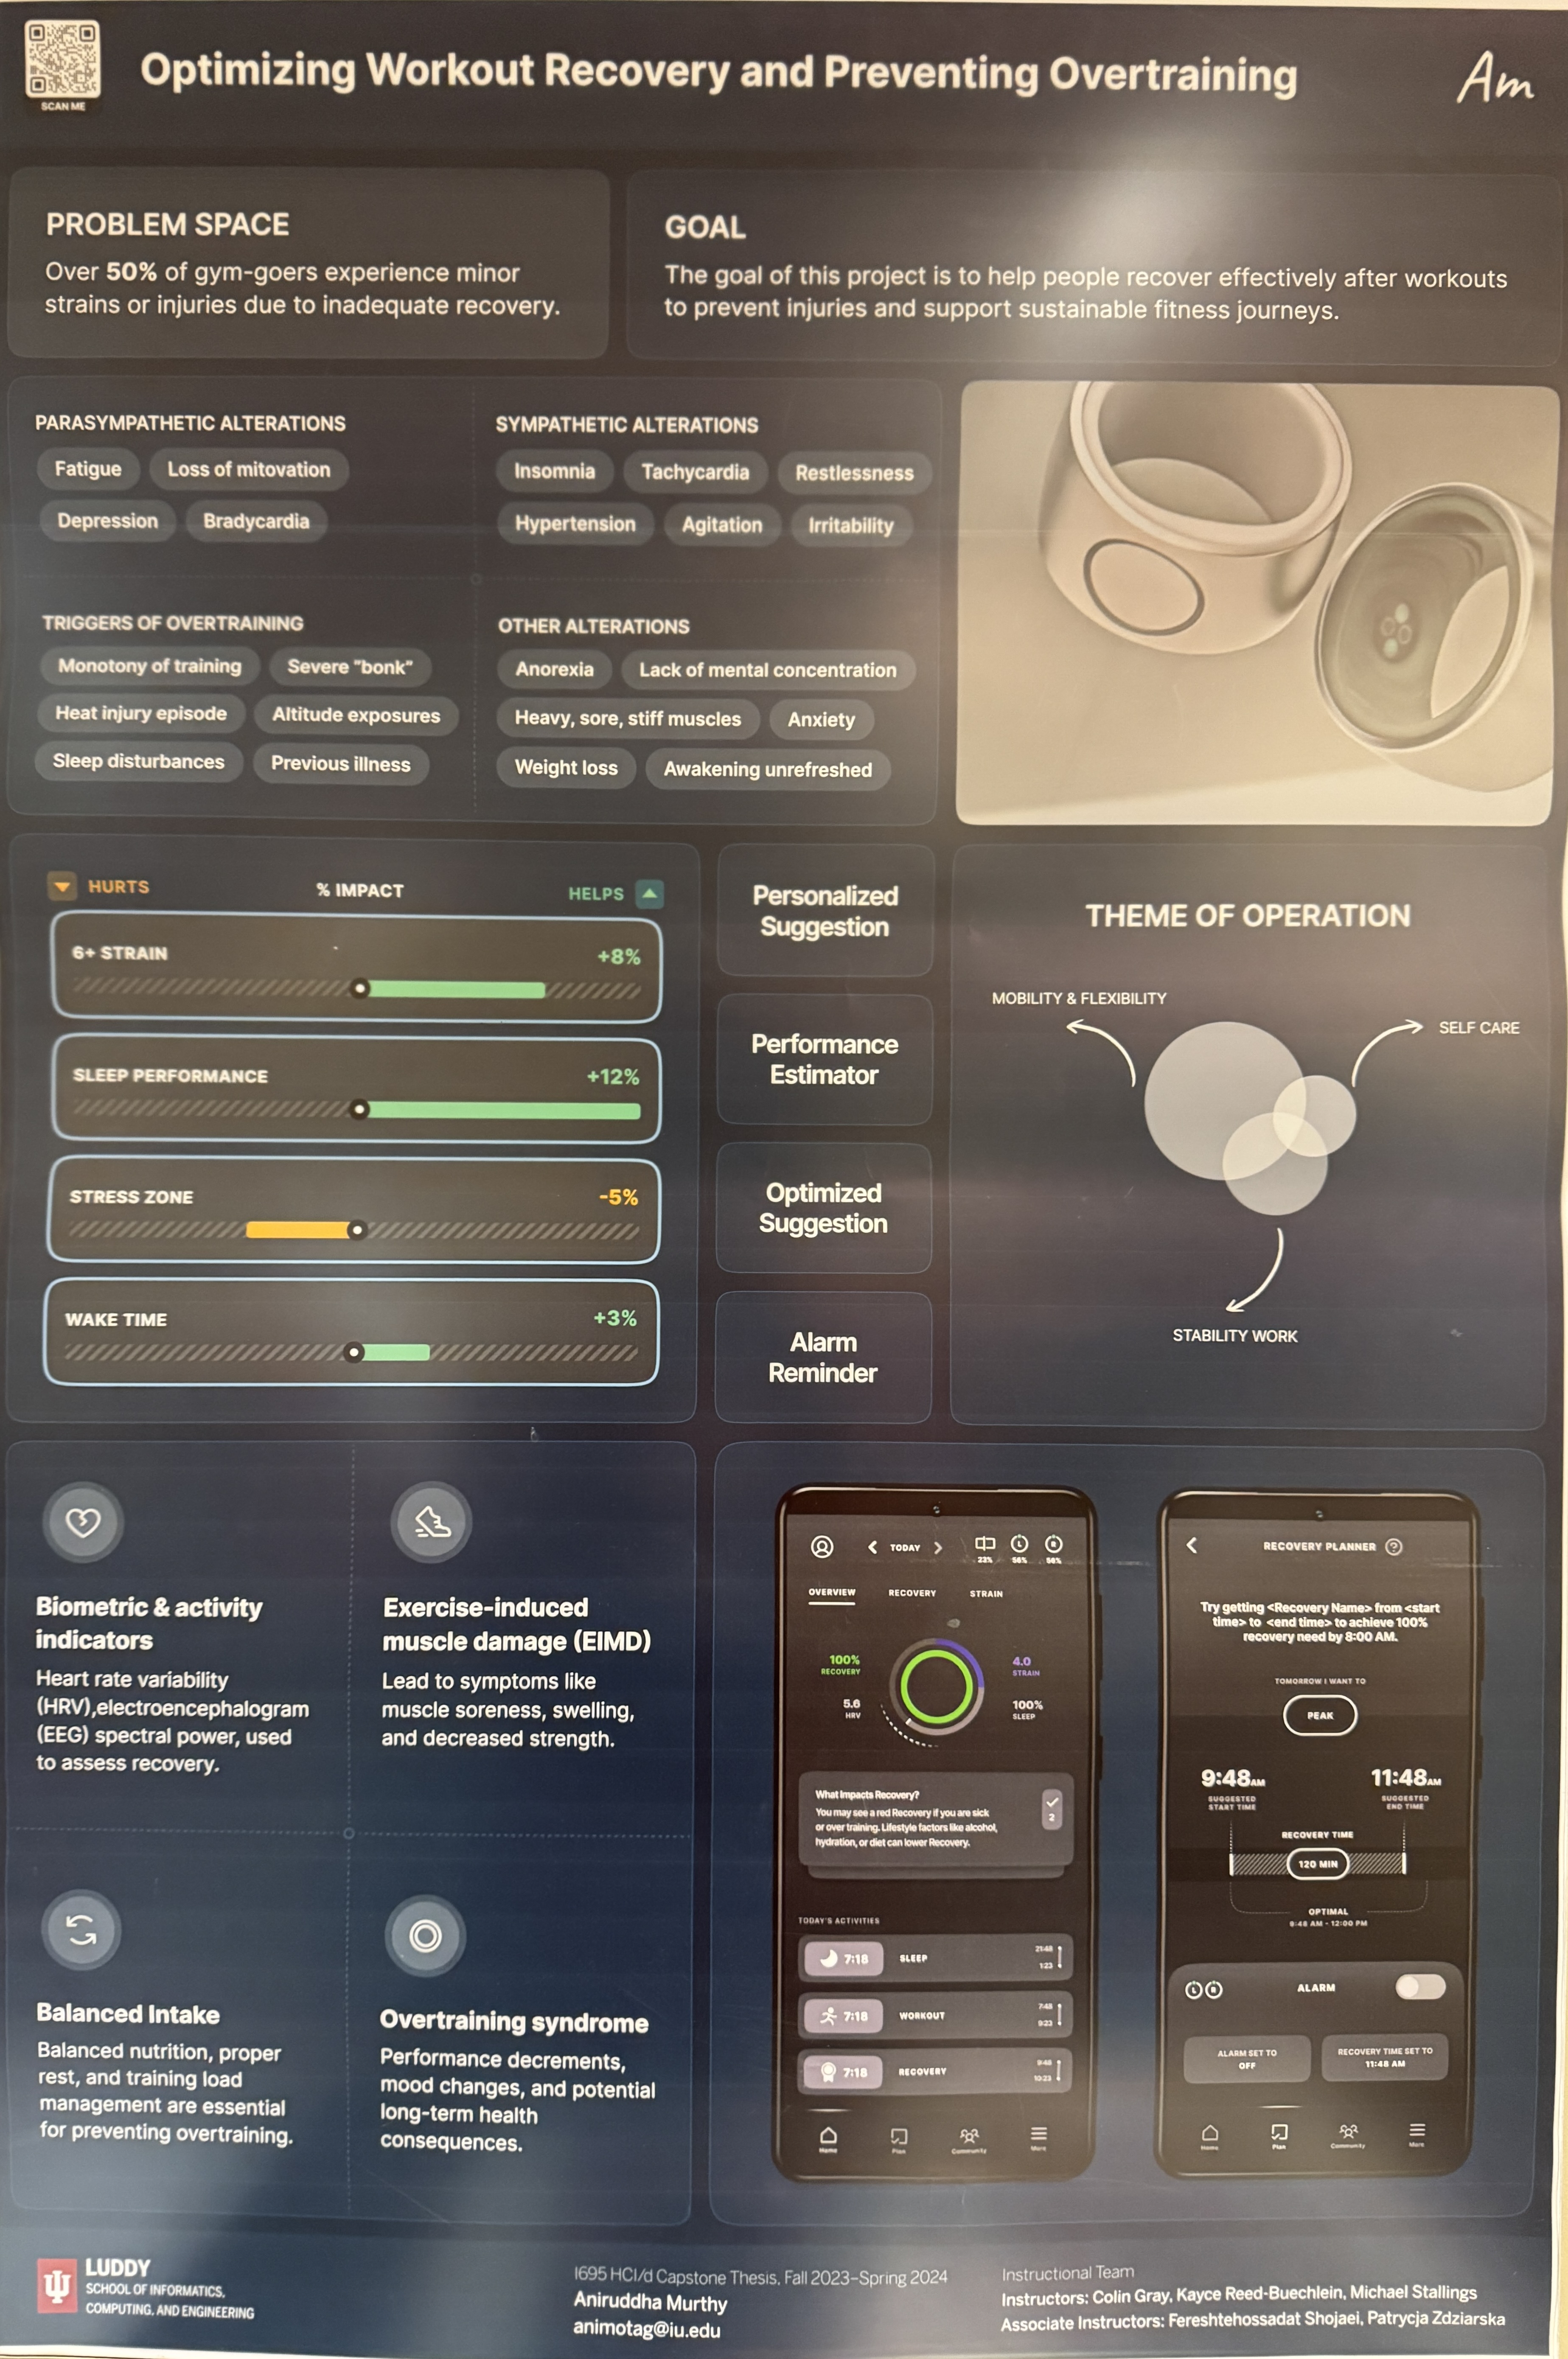 SCAN ME
Optimizing Workout Recovery and Preventing Overtraining
Am
PROBLEM SPACE
Over 50% of gym-goers experience minor
strains or injuries due to inadequate recovery.
GOAL
The goal of this project is to help people recover effectively after workouts
to prevent injuries and support sustainable fitness journeys.
PARASYMPATHETIC ALTERATIONS
Fatigue Loss of mitovation
Depression Bradycardia
SYMPATHETIC ALTERATIONS
Insomnia Tachycardia Restlessness
Hypertension Agitation Irritability
TRIGGERS OF OVERTRAINING
Monotony of training Severe "bonk"
Heat injury episode Altitude exposures
Sleep disturbances Previous illness
OTHER ALTERATIONS
Anorexia Lack of mental concentration
Heavy, sore, stiff muscles Anxiety
Weight loss Awakening unrefreshed
HURTS % IMPACT HELPS
6+ STRAIN +8%
SLEEP PERFORMANCE +12%
STRESS ZONE -5%
WAKE TIME +3%
Personalized
Suggestion
Performance
Estimator
Optimized
Suggestion
Alarm
Reminder
THEME OF OPERATION
MOBILITY & FLEXIBILITY
SELF CARE
STABILITY WORK
Biometric & activity
indicators
Heart rate variability
(HRV),electroencephalogram
(EEG) spectral power, used
to assess recovery.
Exercise-induced
muscle damage (EIMD)
Lead to symptoms like
muscle soreness, swelling,
and decreased strength.
Balanced Intake
Balanced nutrition, proper
rest, and training load
management are essential
for preventing overtraining.
Overtraining syndrome
Performance decrements,
mood changes, and potential
long-term health
consequences.
TODAY
23% 56% 56%
OVERVIEW RECOVERY STRAIN
100%
RECOVERY
4.0
STRAIN
5.6
HRV
100%
SLEEP
What Impacts Recovery?
You may see a red Recovery if you are sick
or over training. Lifestyle factors like alcohol,
hydration, or diet can lower Recovery.
2
TODAY'S ACTIVITIES
7:18 SLEEP 21:48
1:23
7:18 WORKOUT 7:48
9:23
7:18 RECOVERY 9:48
10:23
Home Plan Community More
RECOVERY PLANNER ?
Try getting <Recovery Name> from <start
time> to <end time> to achieve 100%
recovery need by 8:00 AM.
TOMORROW I WANT TO
PEAK
9:48AM 11:48AM
SUGGESTED
START TIME
SUGGESTED
END TIME
RECOVERY TIME
120 MIN
OPTIMAL
9:48 AM - 12:00 PM
L R ALARM
ALARM SET TO
OFF
RECOVERY TIME SET TO
11:48 AM
Home Plan Community More
LUDDY
SCHOOL OF INFORMATICS,
COMPUTING, AND ENGINEERING
I695 HCI/d Capstone Thesis, Fall 2023-Spring 2024
Aniruddha Murthy
animotag@iu.edu
Instructional Team
Instructors: Colin Gray, Kayce Reed-Buechlein, Michael Stallings
Associate Instructors: Fereshtehossadat Shojaei, Patrycja Zdziarska